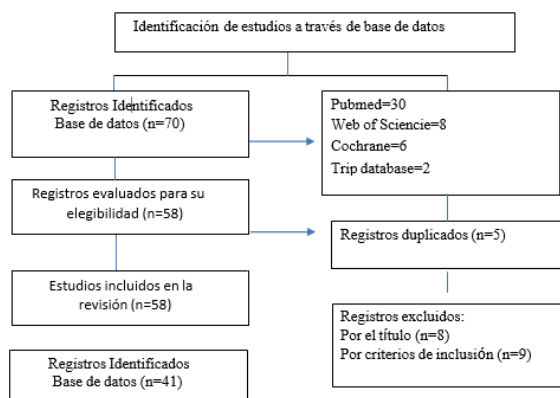 Identificación de estudios a través de base de datos
Registros Identificados
Base de datos (n=70)
Pubmed=30
Web of Sciencie=8
Cochrane=6
Trip database=2
Registros evaluados para su
elegibilidad (n=58)
Registros duplicados (n=5)
Estudios incluidos en la
revisión (n=58)
Registros excluidos:
Por el título (n=8)
Por criterios de inclusión (n=9)
Registros Identificados
Base de datos (n=41)